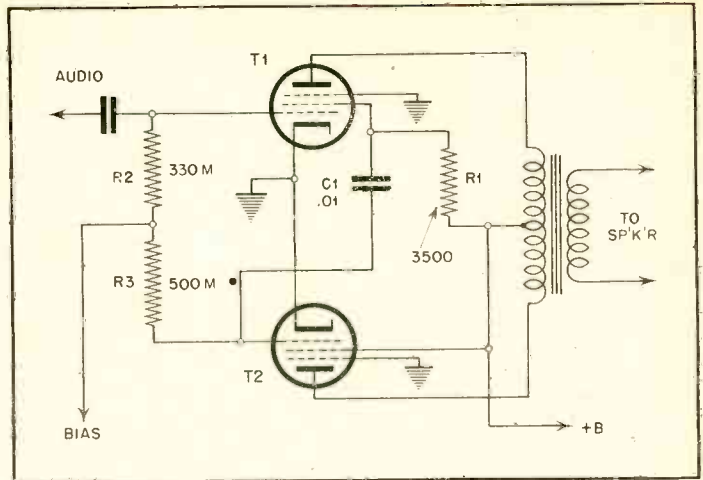 T1
AUDIO
R2
330 M
C1
.01
R1
3500
TO
SP'K'R
R3
500 M
T2
BIAS
+B